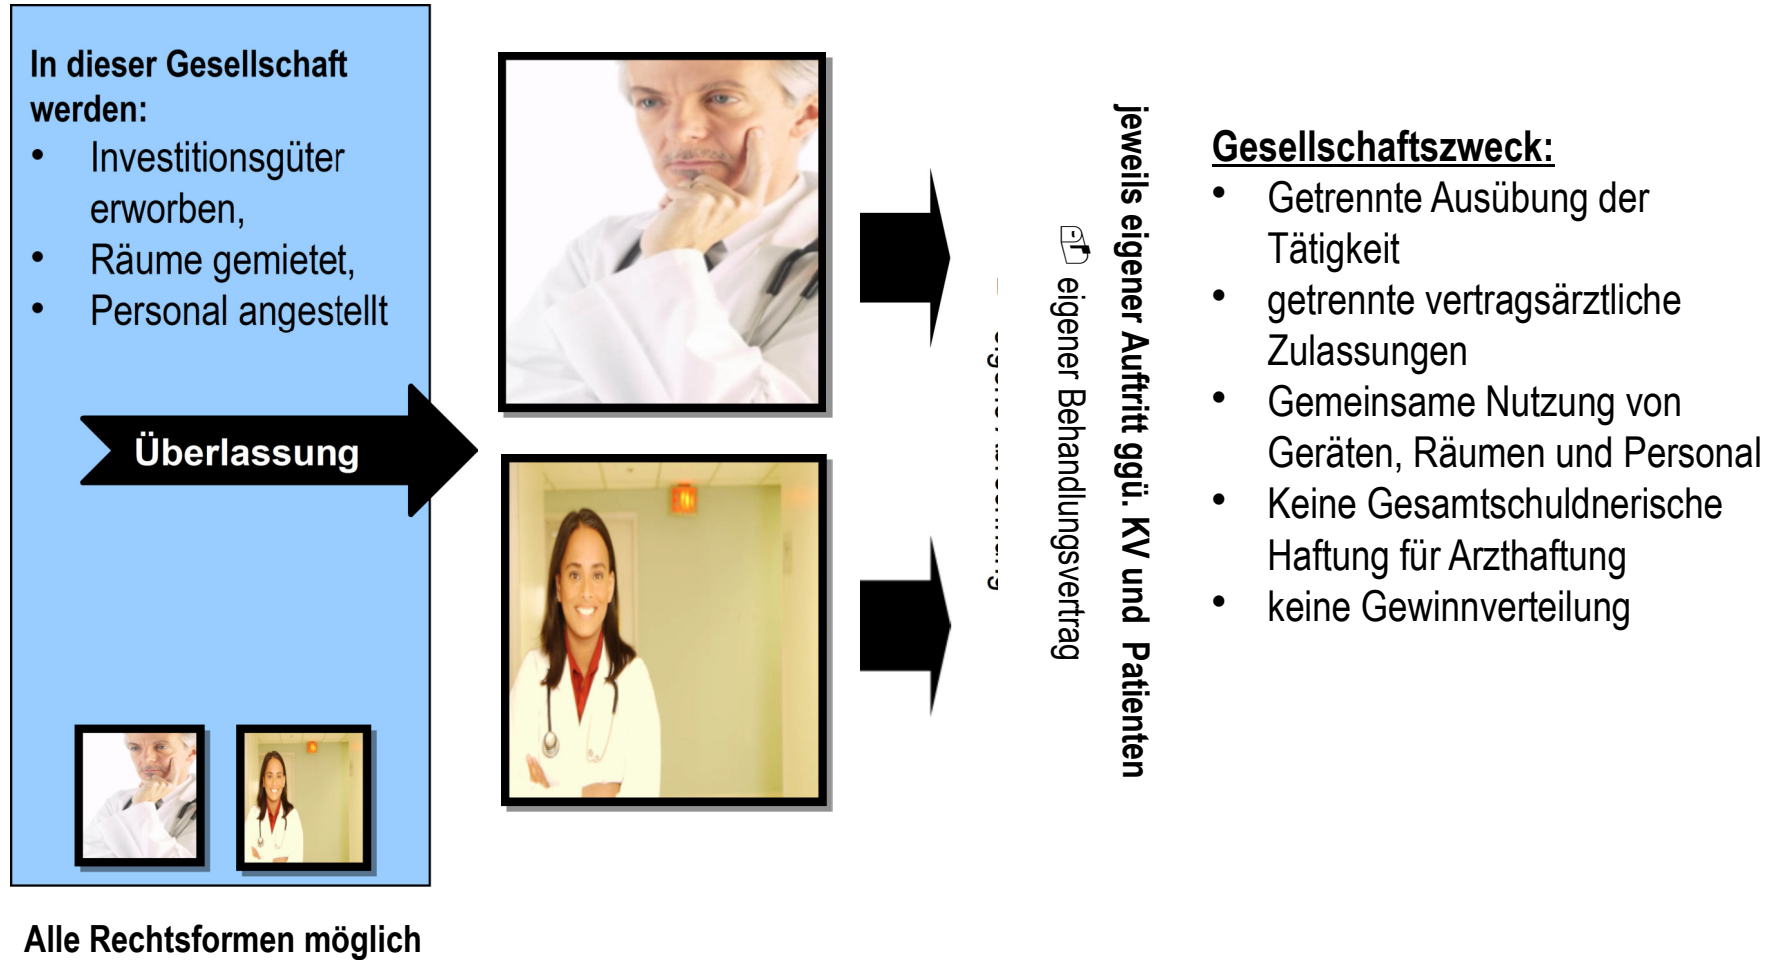 In dieser Gesellschaft
werden:
• Investitionsgüter
erworben,
• Räume gemietet,
• Personal angestellt
Überlassung
Alle Rechtsformen möglich
jeweils eigener Auftritt ggü. KV und Patienten
eigener Behandlungsvertrag
Gesellschaftszweck:
• Getrennte Ausübung der
Tätigkeit
• getrennte vertragsärztliche
Zulassungen
• Gemeinsame Nutzung von
Geräten, Räumen und Personal
• Keine Gesamtschuldnerische
Haftung für Arzthaftung
• keine Gewinnverteilung